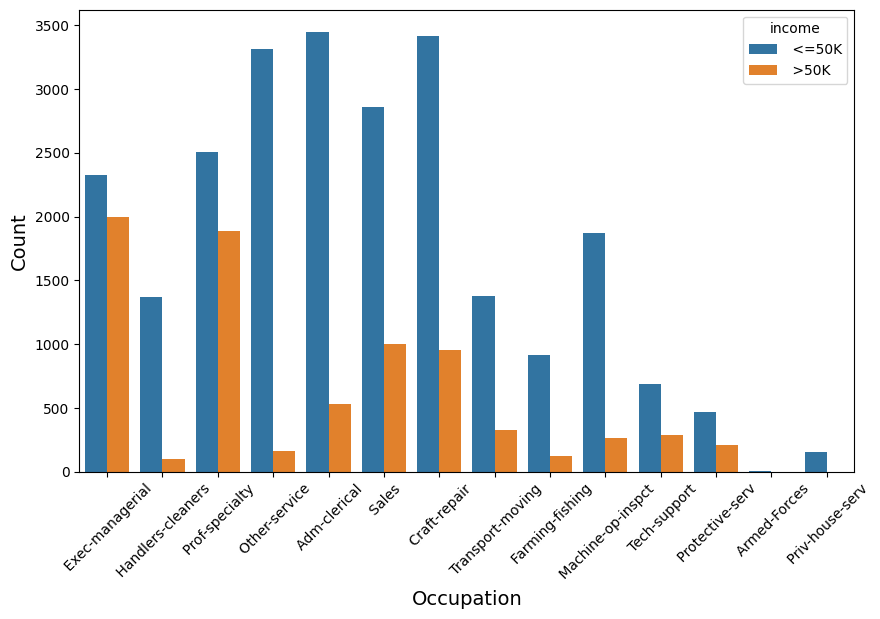 3500
3000
2500
2000
1500
1000
500
0
Count
income
<=50K
>50K
Exec-managerial
Handlers-cleaners
Prof-specialty
Other-service
Adm-clerical
Sales
Craft-repair
Transport-moving
Farming-fishing
Machine-op-inspct
Tech-support
Protective-serv
Armed-Forces
Priv-house-serv
Occupation